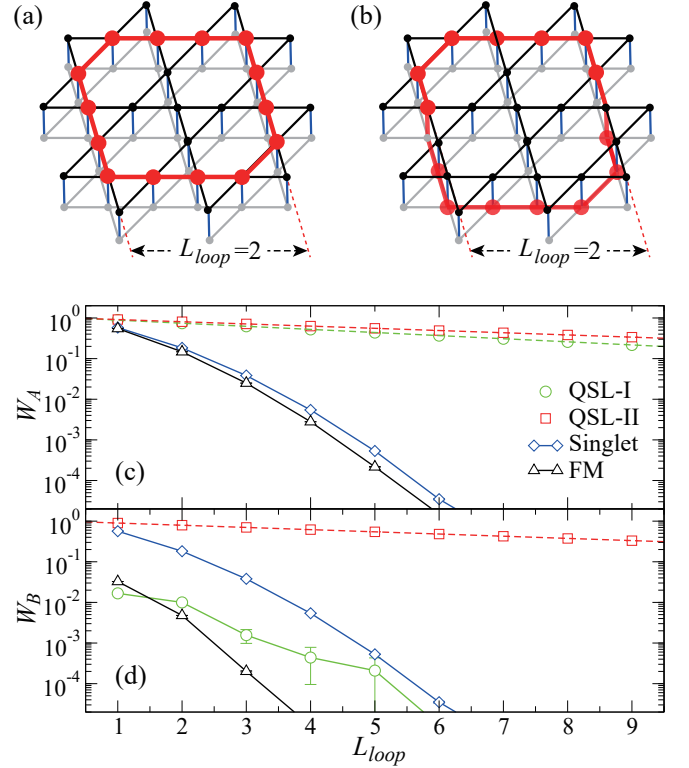 (a) (b)
L_loop=2 L_loop=2
10^0
10^-1
W_A
10^-2
10^-3
10^-4
(c)
QSL-I
QSL-II
Singlet
FM
10^0
10^-1
W_B
10^-2
10^-3
10^-4
(d)
1 2 3 4 5 6 7 8 9
L_loop